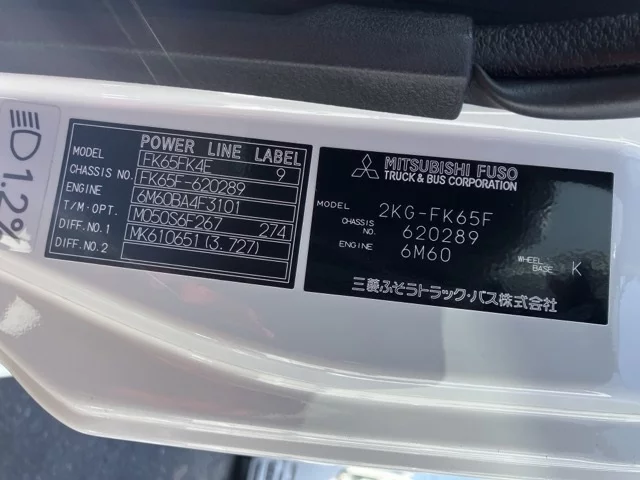 1.2%
POWER LINE LABEL
MODEL FK65FK4E 9
CHASSIS NO. FK65F-620289
ENGINE 6M60BA4F3101
T/M·OPT. M050S6F267 274
DIFF. NO.1 MK610651(3.727)
DIFF. NO.2
MITSUBISHI FUSO
TRUCK & BUS CORPORATION
MODEL 2KG-FK65F
CHASSIS NO. 620289
ENGINE 6M60
WHEEL BASE K
三菱ふそうトラック・バス株式会社